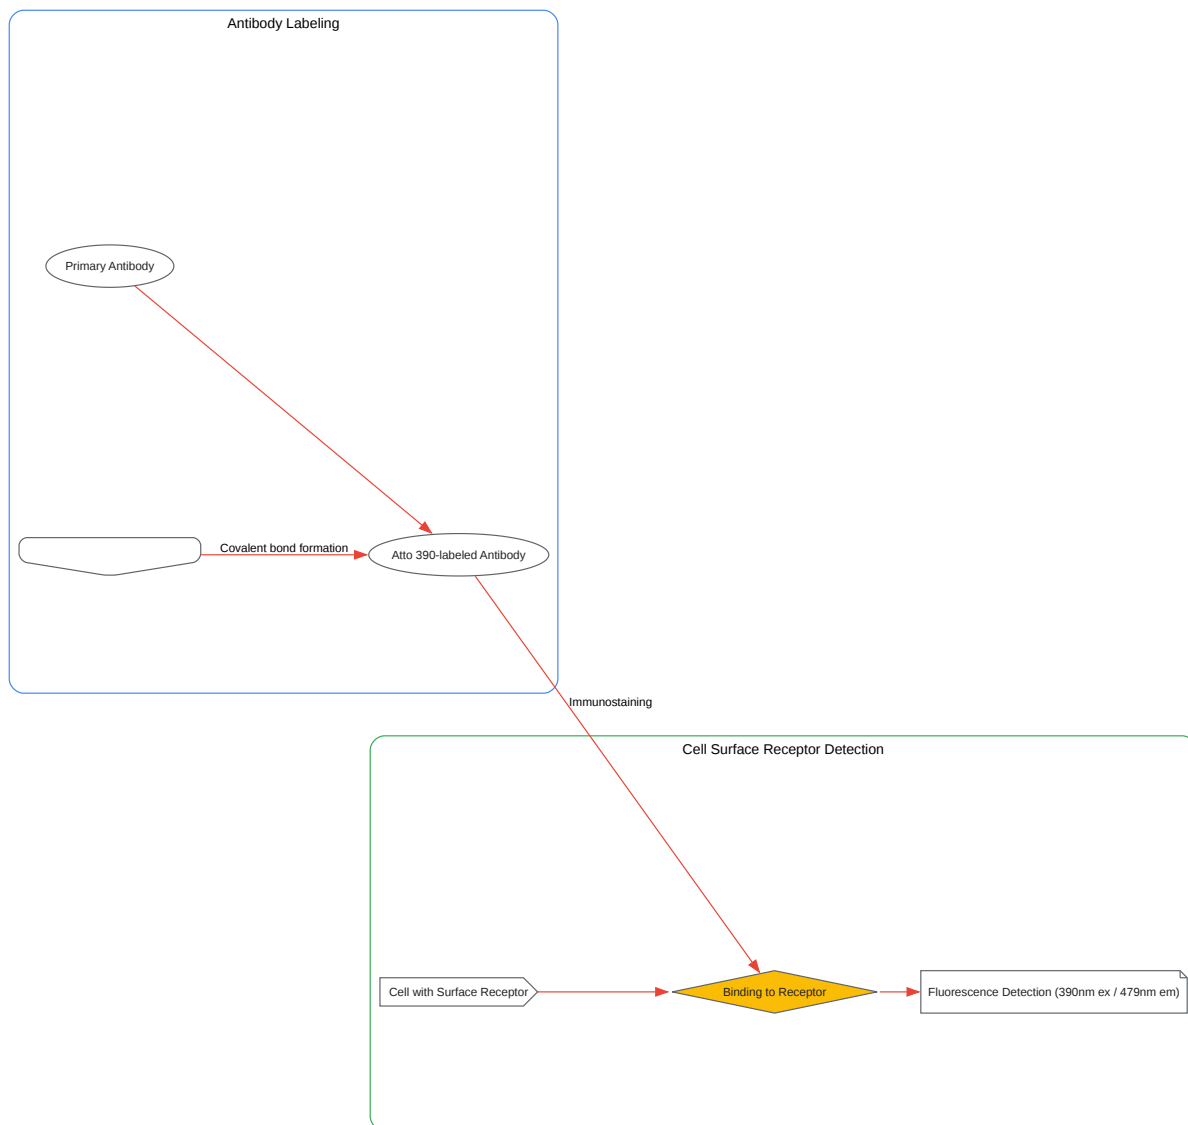 Antibody Labeling
Primary Antibody
Covalent bond formation
Atto 390-labeled Antibody
Immunostaining
Cell Surface Receptor Detection
Cell with Surface Receptor
Binding to Receptor
Fluorescence Detection (390nm ex / 479nm em)